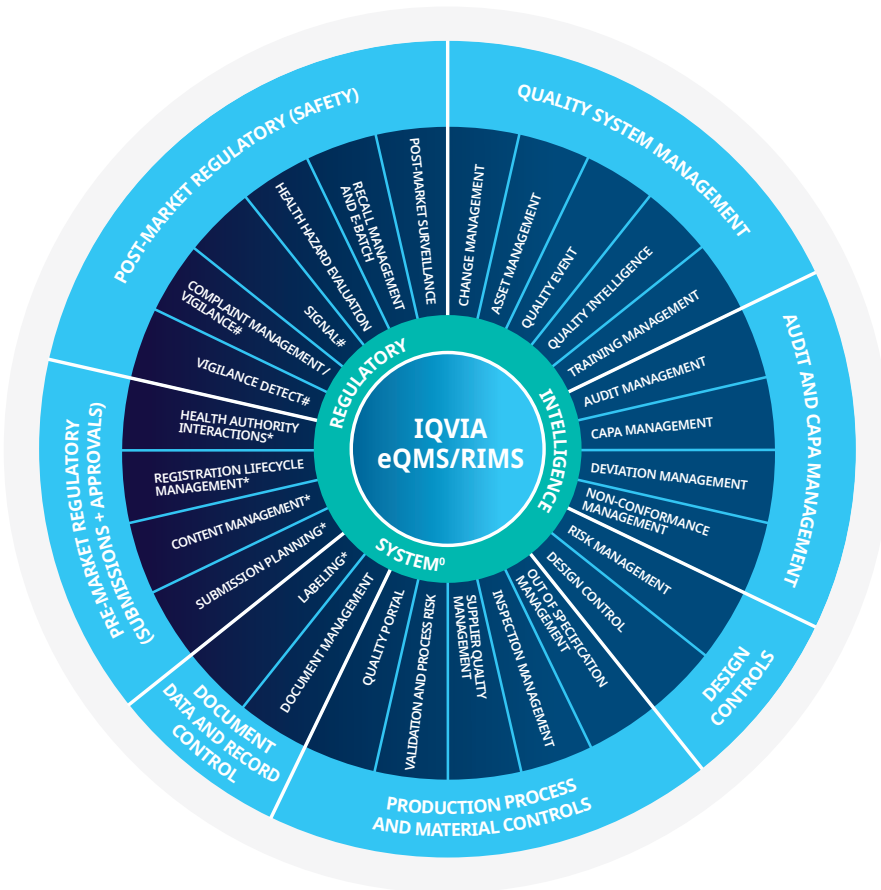 IQVIA
eQMS/RIMS
REGULATORY
INTELLIGENCE
SYSTEM⁰
QUALITY SYSTEM MANAGEMENT
CHANGE MANAGEMENT
ASSET MANAGEMENT
QUALITY EVENT
QUALITY INTELLIGENCE
TRAINING MANAGEMENT
AUDIT AND CAPA MANAGEMENT
AUDIT MANAGEMENT
CAPA MANAGEMENT
DEVIATION MANAGEMENT
NON-CONFORMANCE
MANAGEMENT
DESIGN
CONTROLS
RISK MANAGEMENT
DESIGN CONTROL
PRODUCTION PROCESS
AND MATERIAL CONTROLS
OUT OF SPECIFICATION
MANAGEMENT
INSPECTION MANAGEMENT
SUPPLIER QUALITY
MANAGEMENT
VALIDATION AND PROCESS RISK
QUALITY PORTAL
DOCUMENT
DATA AND RECORD
CONTROL
DOCUMENT MANAGEMENT
LABELING*
PRE-MARKET REGULATORY
(SUBMISSIONS + APPROVALS)
SUBMISSION PLANNING*
CONTENT MANAGEMENT*
REGISTRATION LIFECYCLE
MANAGEMENT*
HEALTH AUTHORITY
INTERACTIONS*
POST-MARKET REGULATORY (SAFETY)
VIGILANCE DETECT#
COMPLAINT MANAGEMENT /
VIGILANCE#
SIGNAL#
HEALTH HAZARD EVALUATION
RECALL MANAGEMENT
AND E-BATCH
POST-MARKET SURVEILLANCE